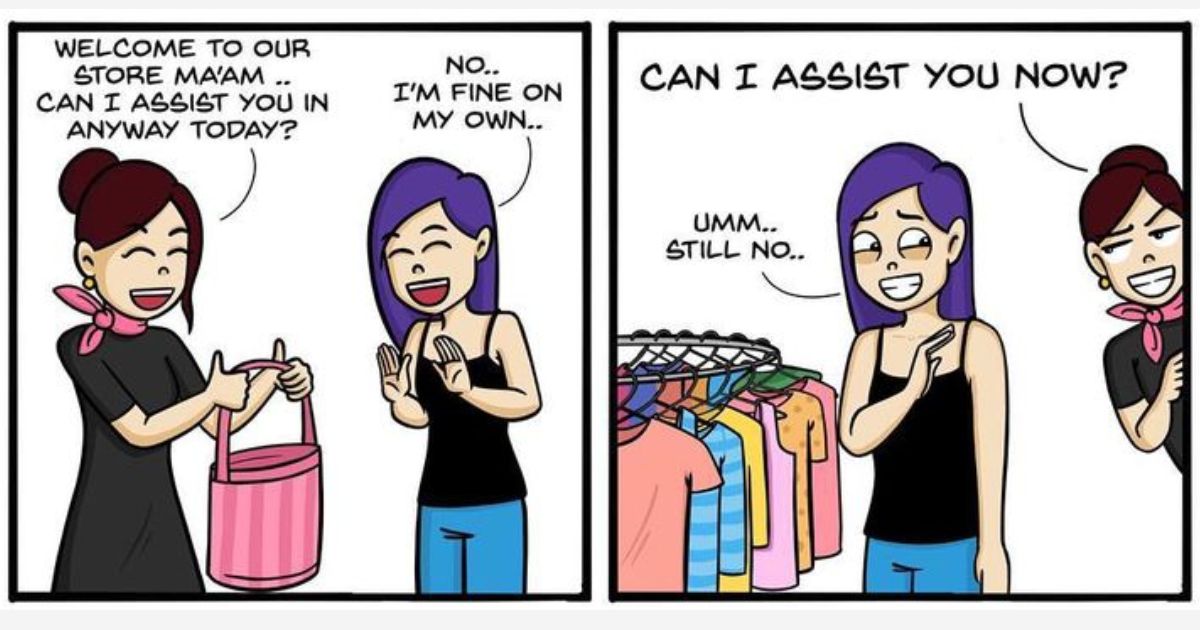 WELCOME TO OUR
STORE MA'AM ..
CAN I ASSIST YOU IN
ANYWAY TODAY?
NO..
I'M FINE ON
MY OWN..
CAN I ASSIST YOU NOW?
UMM..
STILL NO..